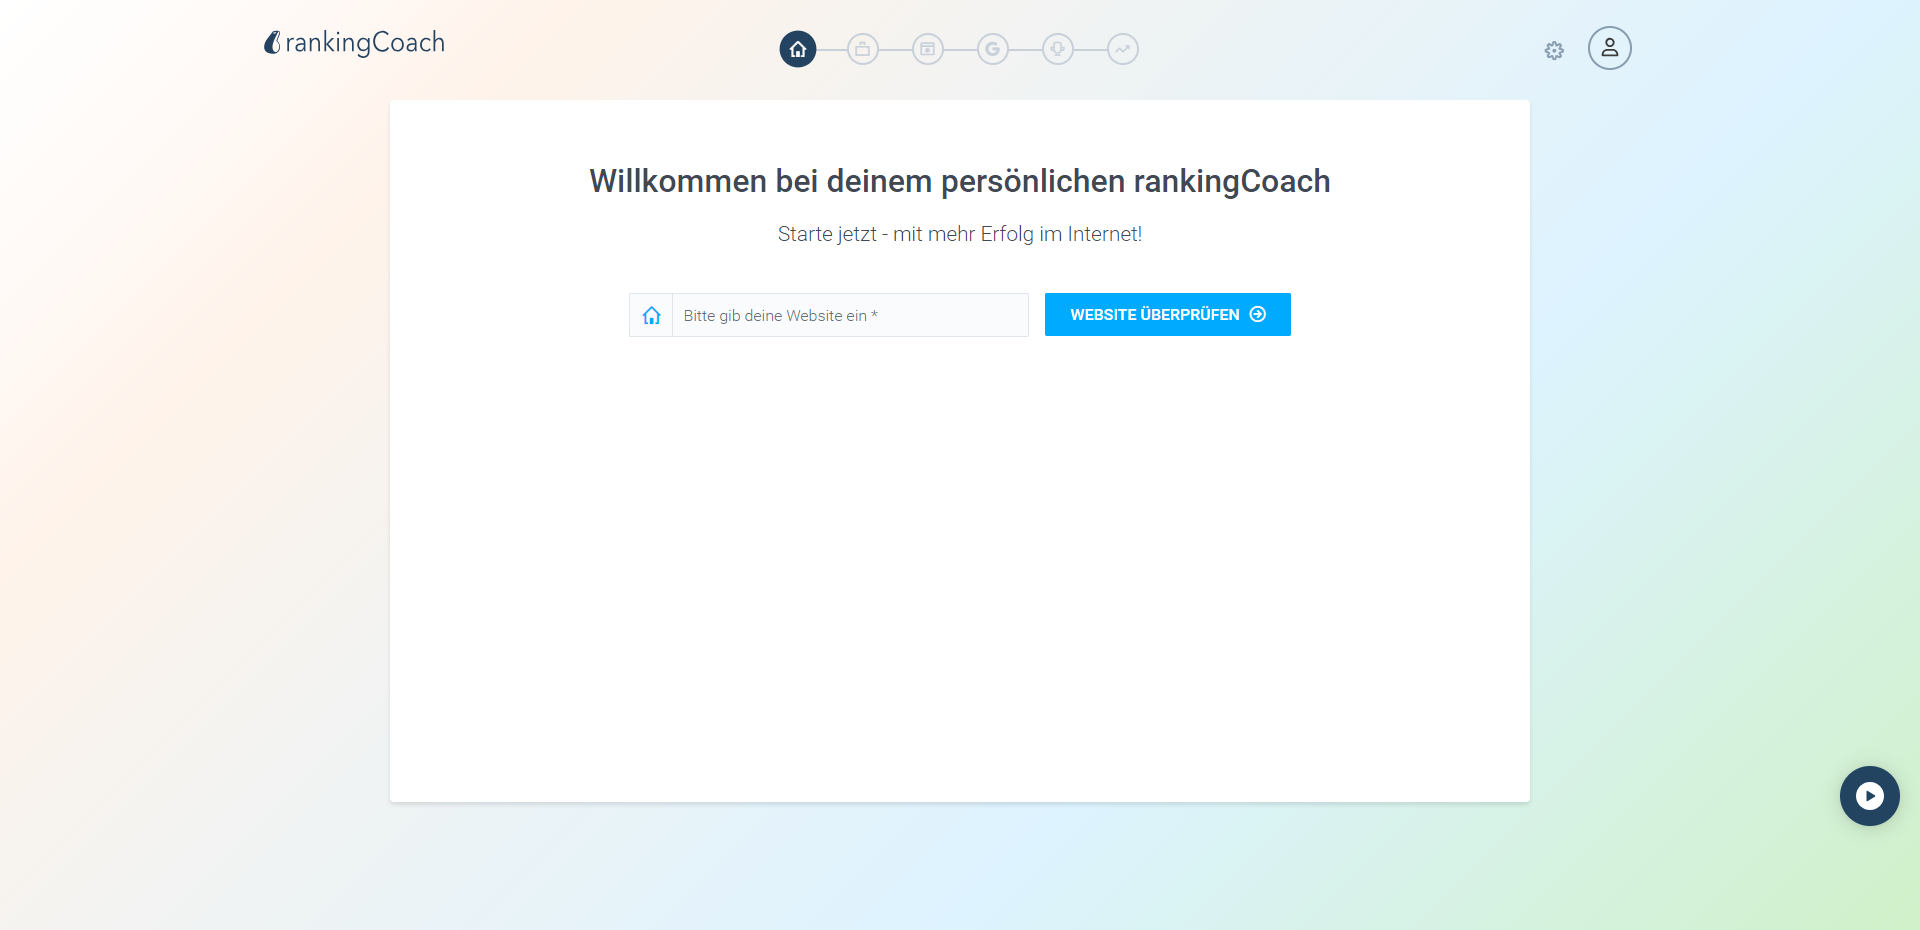 rankingCoach
Willkommen bei deinem persönlichen rankingCoach
Starte jetzt - mit mehr Erfolg im Internet!
Bitte gib deine Website ein *
WEBSITE ÜBERPRÜFEN